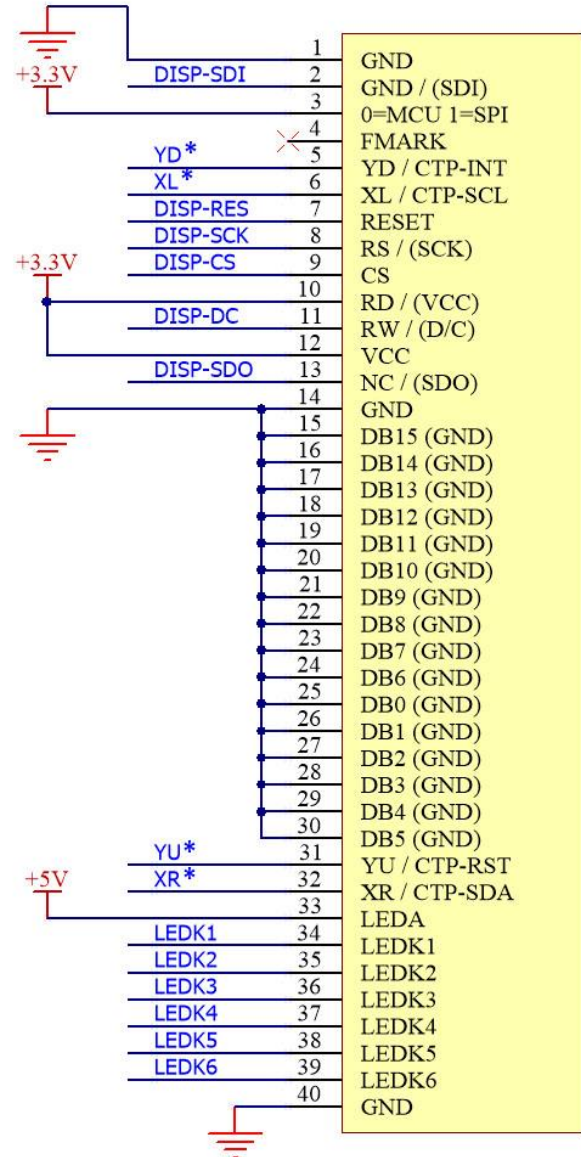 1 GND
+3.3V
DISP-SDI 2 GND / (SDI)
3 0=MCU 1=SPI
4 FMARK
YD* 5 YD / CTP-INT
XL* 6 XL / CTP-SCL
DISP-RES 7 RESET
DISP-SCK 8 RS / (SCK)
DISP-CS 9 CS
+3.3V
10 RD / (VCC)
DISP-DC 11 RW / (D/C)
12 VCC
DISP-SDO 13 NC / (SDO)
14 GND
15 DB15 (GND)
16 DB14 (GND)
17 DB13 (GND)
18 DB12 (GND)
19 DB11 (GND)
20 DB10 (GND)
21 DB9 (GND)
22 DB8 (GND)
23 DB7 (GND)
24 DB6 (GND)
25 DB0 (GND)
26 DB1 (GND)
27 DB2 (GND)
28 DB3 (GND)
29 DB4 (GND)
30 DB5 (GND)
YU* 31 YU / CTP-RST
XR* 32 XR / CTP-SDA
+5V
33 LEDA
LEDK1 34 LEDK1
LEDK2 35 LEDK2
LEDK3 36 LEDK3
LEDK4 37 LEDK4
LEDK5 38 LEDK5
LEDK6 39 LEDK6
40 GND